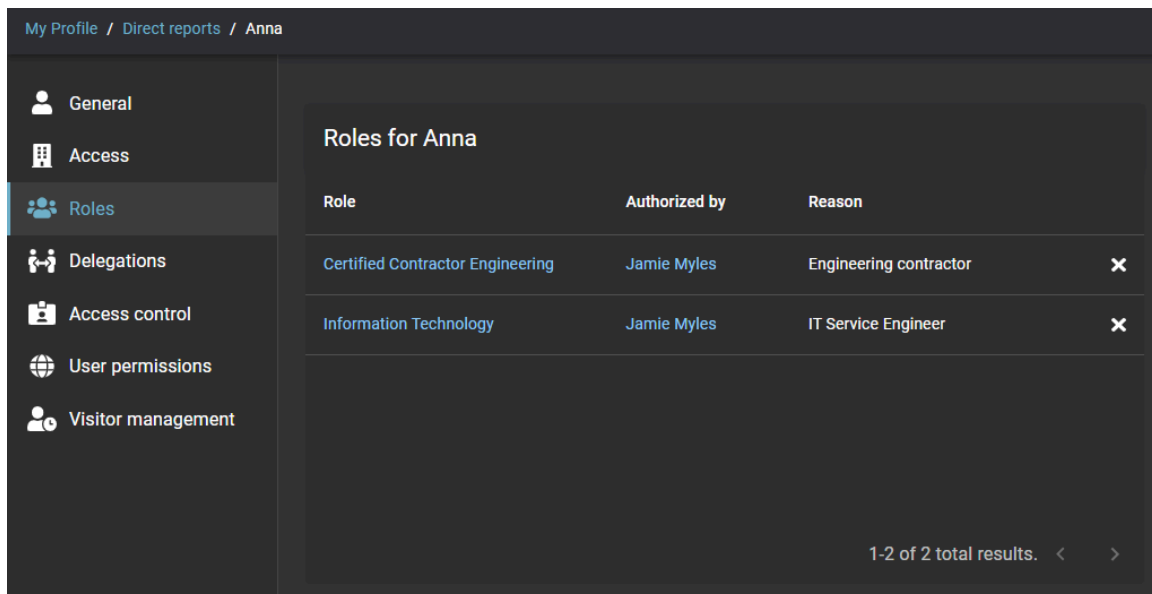 My Profile / Direct reports / Anna
General
Access
Roles
Delegations
Access control
User permissions
Visitor management
Roles for Anna
Role Authorized by Reason
Certified Contractor Engineering Jamie Myles Engineering contractor
Information Technology Jamie Myles IT Service Engineer
1-2 of 2 total results.